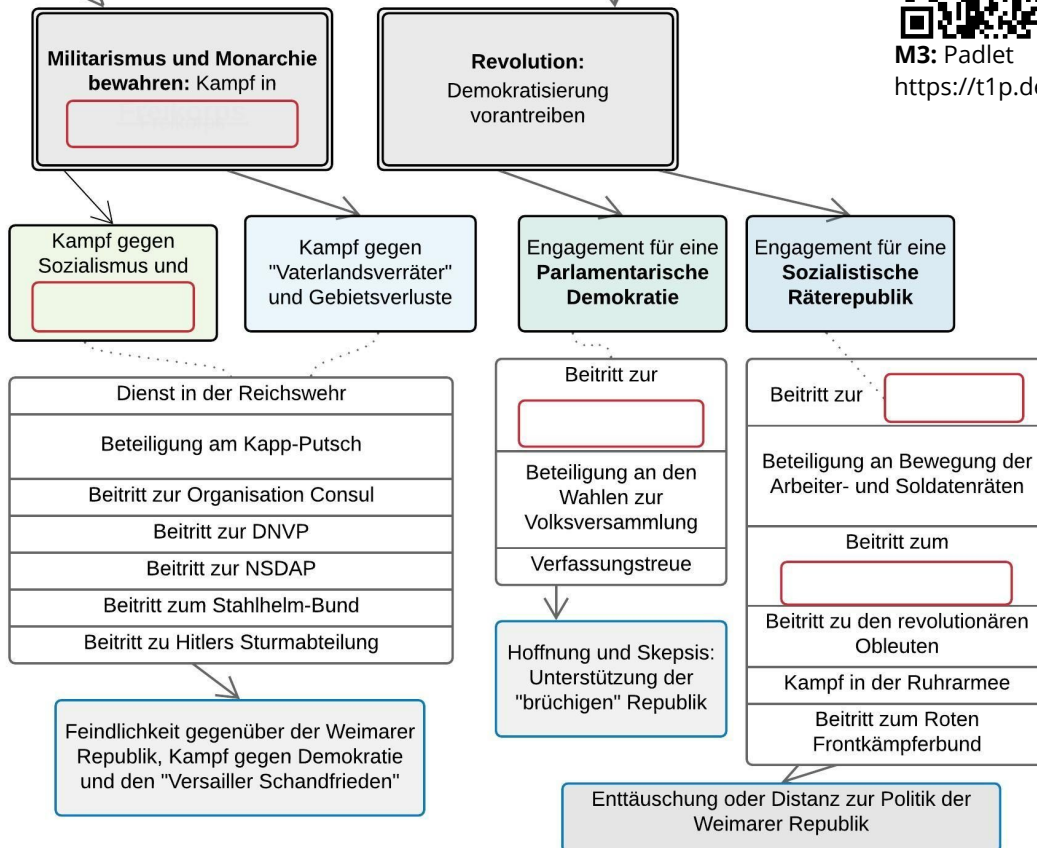 M3: Padlet
https://t1p.de
Militarismus und Monarchie
bewahren: Kampf in
Revolution:
Demokratisierung
vorantreiben
Kampf gegen
Sozialismus und
Kampf gegen
"Vaterlandsverräter"
und Gebietsverluste
Engagement für eine
Parlamentarische
Demokratie
Engagement für eine
Sozialistische
Räterepublik
Dienst in der Reichswehr
Beteiligung am Kapp-Putsch
Beitritt zur Organisation Consul
Beitritt zur DNVP
Beitritt zur NSDAP
Beitritt zum Stahlhelm-Bund
Beitritt zu Hitlers Sturmabteilung
Feindlichkeit gegenüber der Weimarer
Republik, Kampf gegen Demokratie
und den "Versailler Schandfrieden"
Beitritt zur
Beteiligung an den
Wahlen zur
Volksversammlung
Verfassungstreue
Hoffnung und Skepsis:
Unterstützung der
"brüchigen" Republik
Beitritt zur
Beteiligung an Bewegung der
Arbeiter- und Soldatenräten
Beitritt zum
Beitritt zu den revolutionären
Obleuten
Kampf in der Ruhrarmee
Beitritt zum Roten
Frontkämpferbund
Enttäuschung oder Distanz zur Politik der
Weimarer Republik